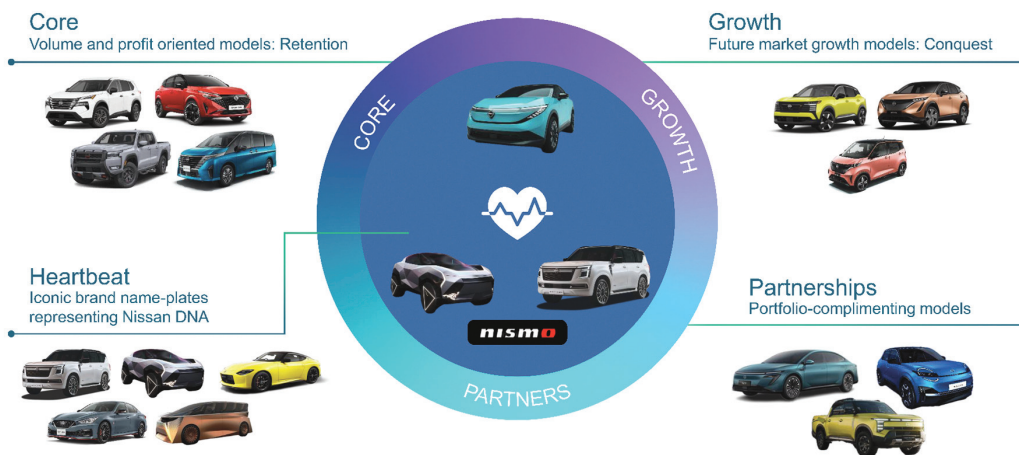 Core
Volume and profit oriented models: Retention
Growth
Future market growth models: Conquest
CORE
GROWTH
Heartbeat
Iconic brand name-plates
representing Nissan DNA
Partnerships
Portfolio-complimenting models
nismo
PARTNERS